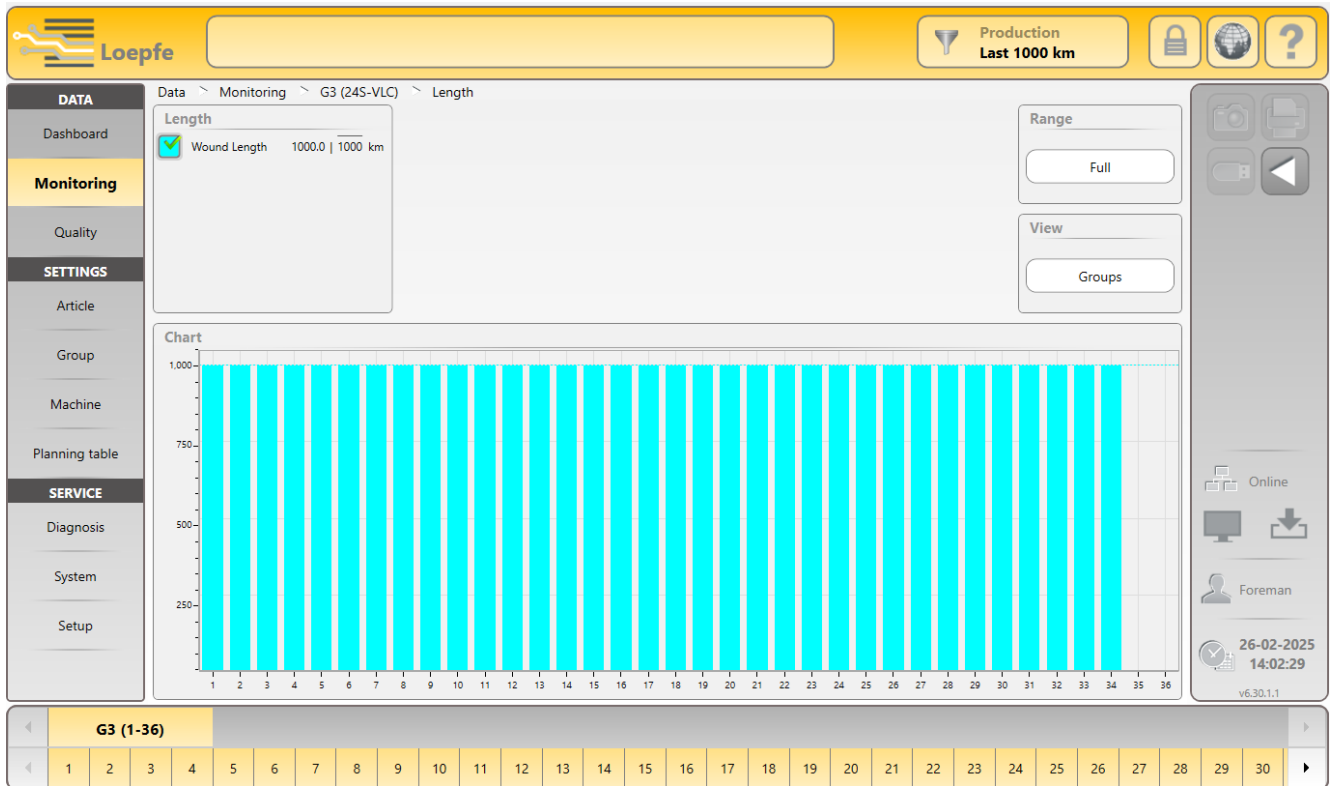 Loepfe
Production
Last 1000 km
?
DATA
Dashboard
Monitoring
Quality
SETTINGS
Article
Group
Machine
Planning table
SERVICE
Diagnosis
System
Setup
Data > Monitoring > G3 (24S-VLC) > Length
Length
Wound Length 1000.0 | 1000 km
Range
Full
View
Groups
Chart
1,000
750
500
250
1 2 3 4 5 6 7 8 9 10 11 12 13 14 15 16 17 18 19 20 21 22 23 24 25 26 27 28 29 30 31 32 33 34 35 36
Online
Foreman
26-02-2025
14:02:29
v6.30.1.1
G3 (1-36)
1 2 3 4 5 6 7 8 9 10 11 12 13 14 15 16 17 18 19 20 21 22 23 24 25 26 27 28 29 30